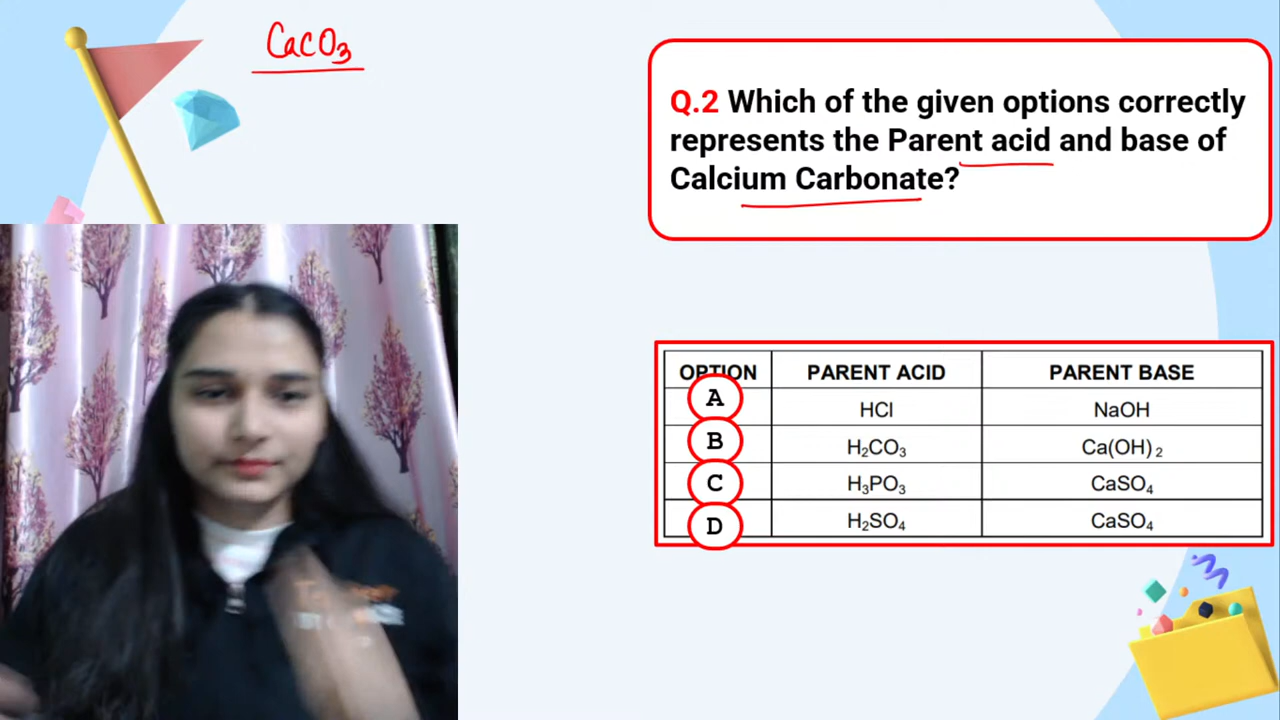 CaCO₃
Q.2 Which of the given options correctly
represents the Parent acid and base of
Calcium Carbonate?
OPTION PARENT ACID PARENT BASE
A HCl NaOH
B H₂CO₃ Ca(OH) ₂
C H₃PO₃ CaSO₄
D H₂SO₄ CaSO₄